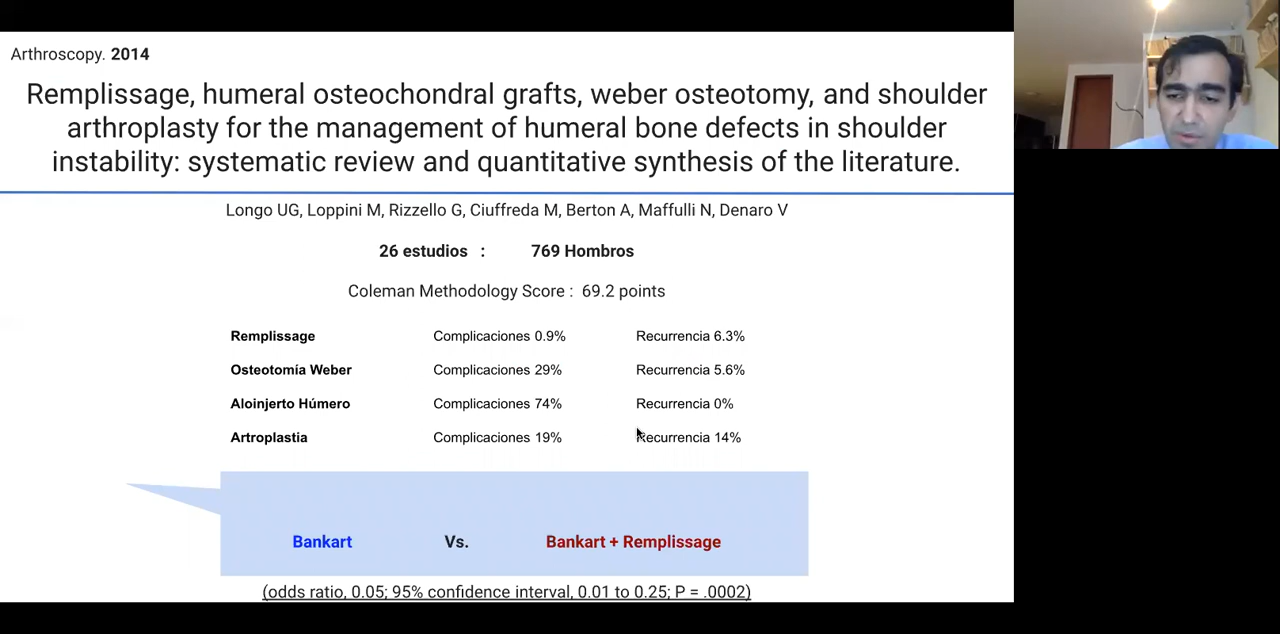 Arthroscopy. 2014
Remplissage, humeral osteochondral grafts, weber osteotomy, and shoulder
arthroplasty for the management of humeral bone defects in shoulder
instability: systematic review and quantitative synthesis of the literature.
Longo UG, Loppini M, Rizzello G, Ciuffreda M, Berton A, Maffulli N, Denaro V
26 estudios : 769 Hombros
Coleman Methodology Score : 69.2 points
Remplissage Complicaciones 0.9% Recurrencia 6.3%
Osteotomía Weber Complicaciones 29% Recurrencia 5.6%
Aloinjerto Húmero Complicaciones 74% Recurrencia 0%
Artroplastia Complicaciones 19% Recurrencia 14%
Bankart Vs. Bankart + Remplissage
(odds ratio, 0.05; 95% confidence interval, 0.01 to 0.25; P = .0002)